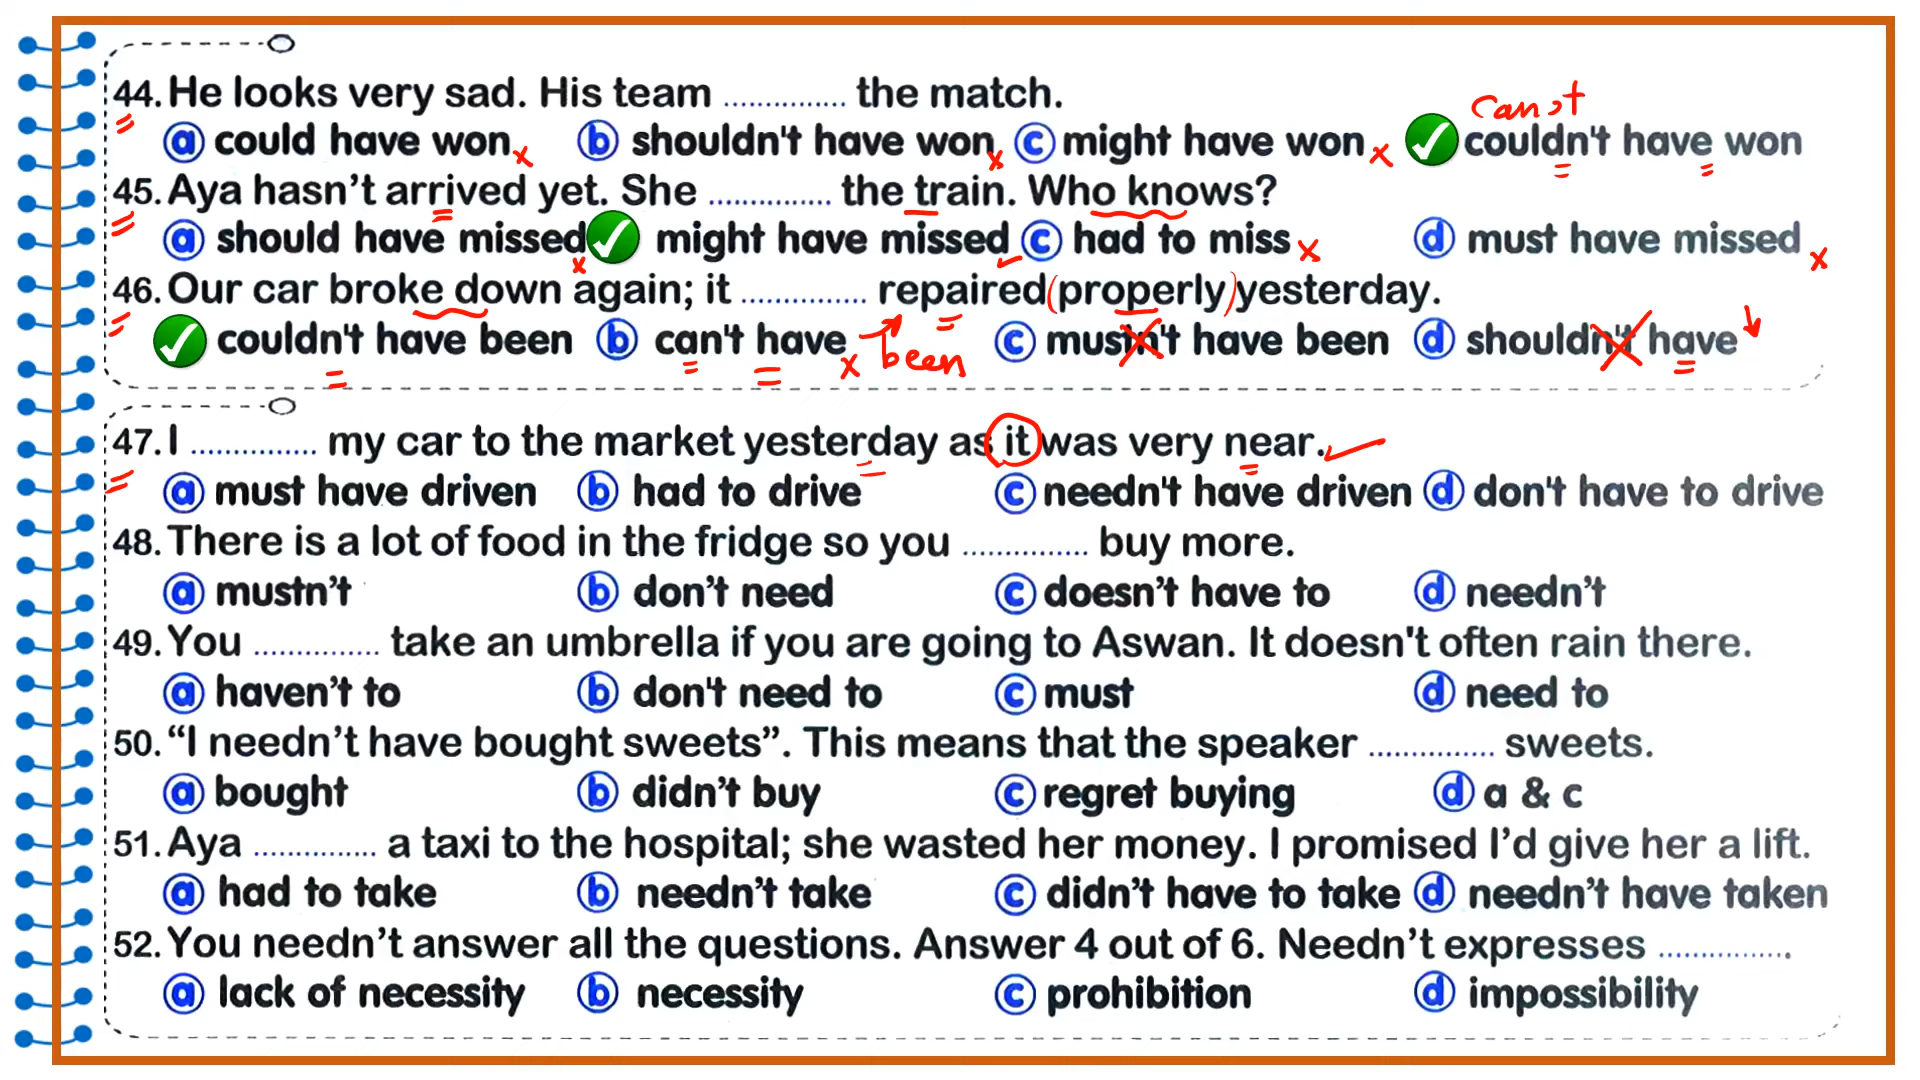 44. He looks very sad. His team ............... the match.
canot
a could have won x b shouldn't have won x c might have won x ✓ couldn't have won
45. Aya hasn't arrived yet. She ............... the train. Who knows?
a should have missed x ✓ might have missed c had to miss x d must have missed x
46. Our car broke down again; it ............... repaired (properly) yesterday.
✓ couldn't have been b can't have x been c mustn't have been d shouldn't have
47. I ............... my car to the market yesterday as it was very near.
a must have driven b had to drive c needn't have driven d don't have to drive
48. There is a lot of food in the fridge so you ............... buy more.
a mustn't b don't need c doesn't have to d needn't
49. You ............... take an umbrella if you are going to Aswan. It doesn't often rain there.
a haven't to b don't need to c must d need to
50. “I needn't have bought sweets”. This means that the speaker ............... sweets.
a bought b didn't buy c regret buying d a & c
51. Aya ............... a taxi to the hospital; she wasted her money. I promised I'd give her a lift.
a had to take b needn't take c didn't have to take d needn't have taken
52. You needn't answer all the questions. Answer 4 out of 6. Needn't expresses ................
a lack of necessity b necessity c prohibition d impossibility